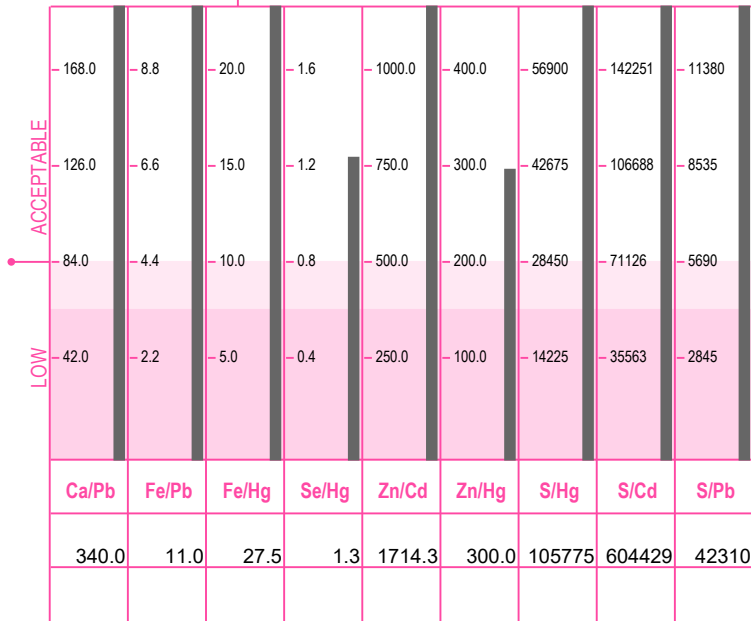 168.0 8.8 20.0 1.6 1000.0 400.0 56900 142251 11380
ACCEPTABLE
126.0 6.6 15.0 1.2 750.0 300.0 42675 106688 8535
84.0 4.4 10.0 0.8 500.0 200.0 28450 71126 5690
LOW
42.0 2.2 5.0 0.4 250.0 100.0 14225 35563 2845
Ca/Pb Fe/Pb Fe/Hg Se/Hg Zn/Cd Zn/Hg S/Hg S/Cd S/Pb
340.0 11.0 27.5 1.3 1714.3 300.0 105775 604429 42310